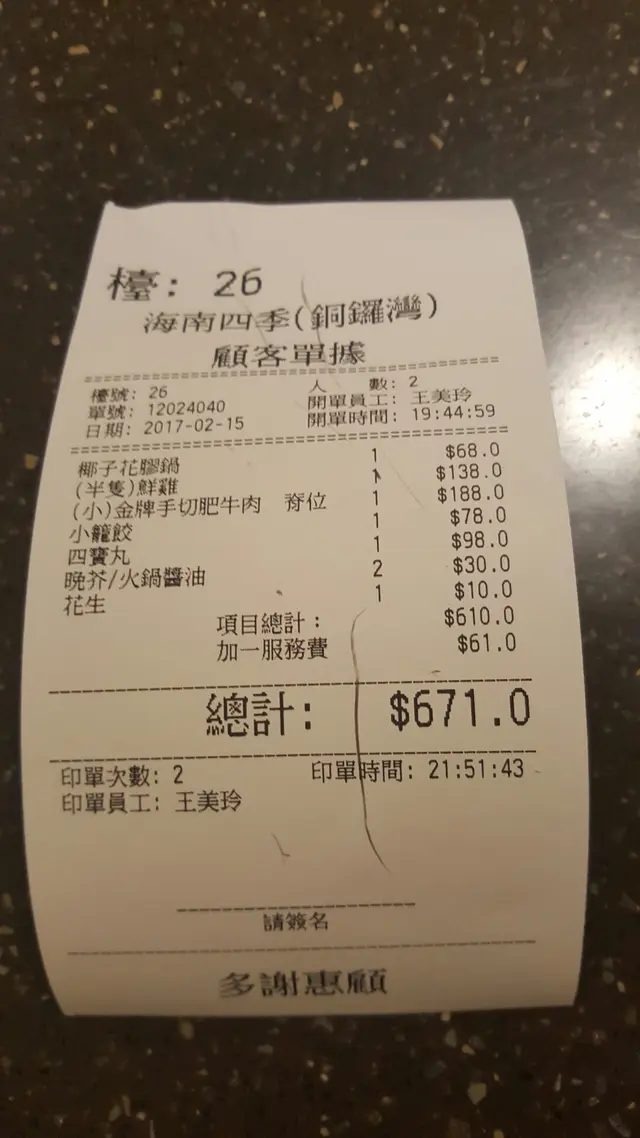 檯: 26
海南四季(銅鑼灣)
顧客單據
檯號: 26 人 數: 2
單號: 12024040 開單員工: 王美玲
日期: 2017-02-15 開單時間: 19:44:59
椰子花膠鍋 1 $68.0
(半隻)鮮雞 1 $138.0
(小)金牌手切肥牛肉 脊位 1 $188.0
小籠餃 1 $78.0
四寶丸 1 $98.0
晚芥/火鍋醬油 2 $30.0
花生 1 $10.0
項目總計: $610.0
加一服務費 $61.0
總計: $671.0
印單次數: 2 印單時間: 21:51:43
印單員工: 王美玲
請簽名
多謝惠顧